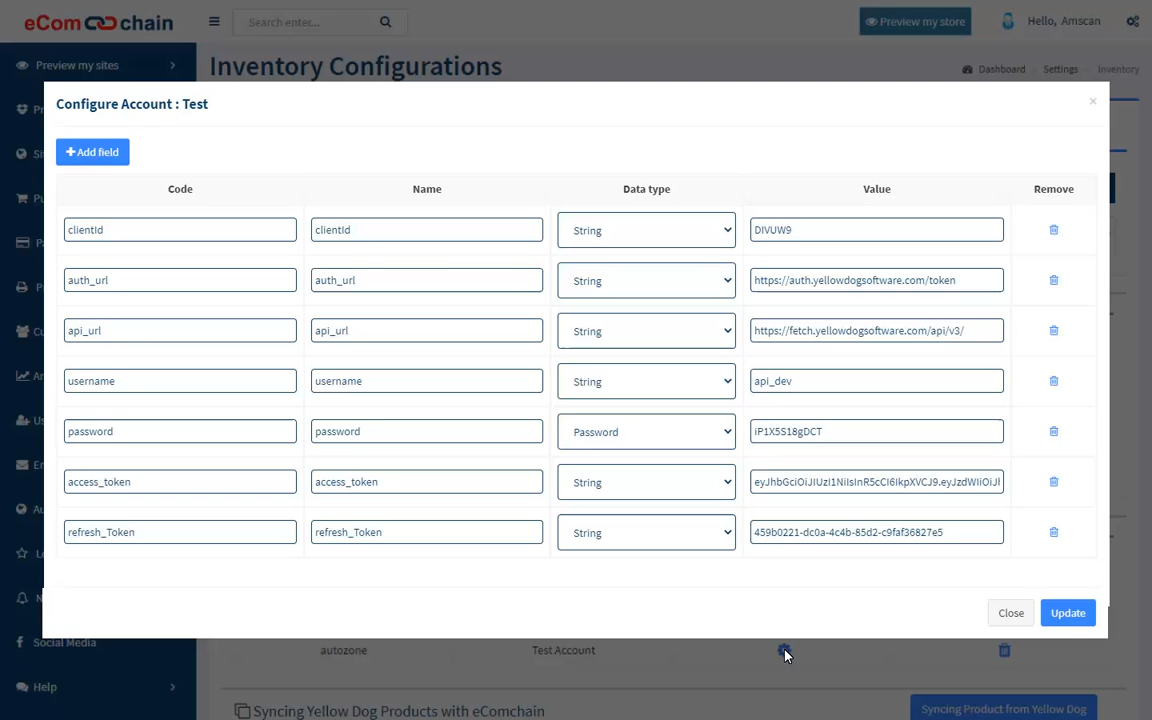 eCom chain
Search enter...
Preview my store
Hello, Amscan
Preview my sites
Inventory Configurations
Dashboard Settings Inventory
Configure Account : Test
×
Add field
Code Name Data type Value Remove
clientId clientId String DIVUW9
auth_url auth_url String https://auth.yellowdogsoftware.com/token
api_url api_url String https://fetch.yellowdogsoftware.com/api/v3/
username username String api_dev
password password Password iP1X5S18gDCT
access_token access_token String
refresh_Token refresh_Token String 459b0221-dc0a-4c4b-85d2-c9faf36827e5
Close Update
Social Media
autozone Test Account
Help
Syncing Yellow Dog Products with eComchain
Syncing Product from Yellow Dog